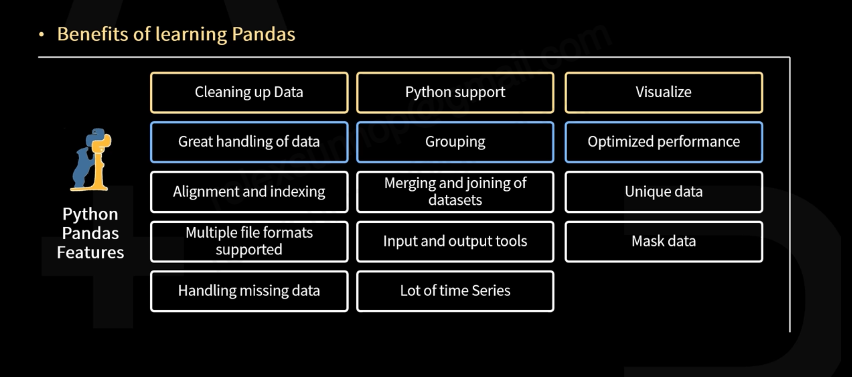 • Benefits of learning Pandas
Cleaning up Data
Python support
Visualize
Great handling of data
Grouping
Optimized performance
Alignment and indexing
Merging and joining of
datasets
Unique data
Python
Pandas
Features
Multiple file formats
supported
Input and output tools
Mask data
Handling missing data
Lot of time Series